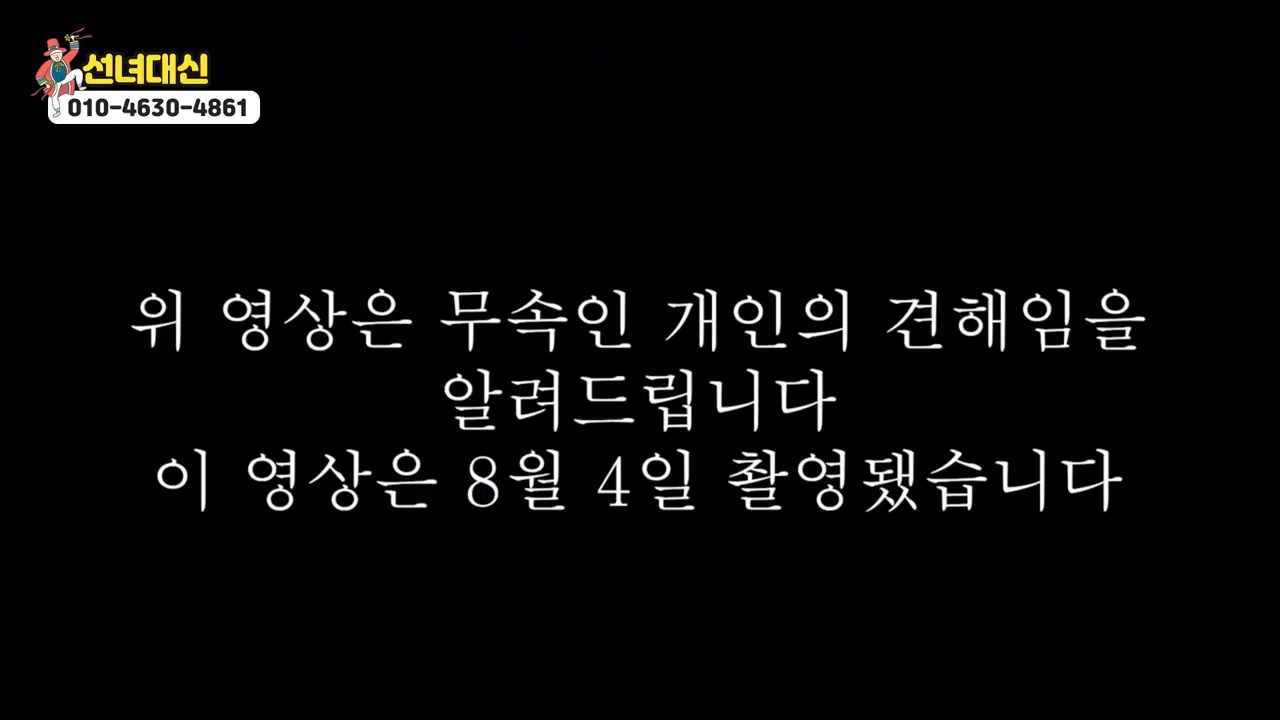 선녀대신
010-4630-4861
위 영상은 무속인 개인의 견해임을
알려드립니다
이 영상은 8월 4일 촬영됐습니다